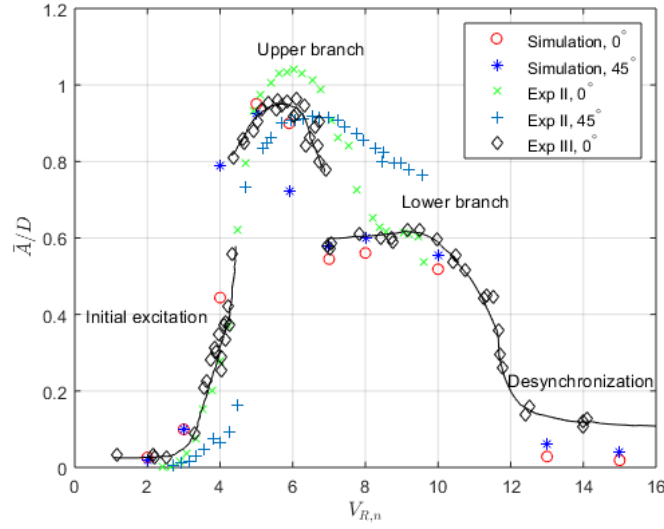 1.2
1
0.8
0.6
0.4
0.2
0
Ā/D
Upper branch
Lower branch
Initial excitation
Desynchronization
Simulation, 0°
Simulation, 45°
Exp II, 0°
Exp II, 45°
Exp III, 0°
0 2 4 6 8 10 12 14 16
V_{R,n}